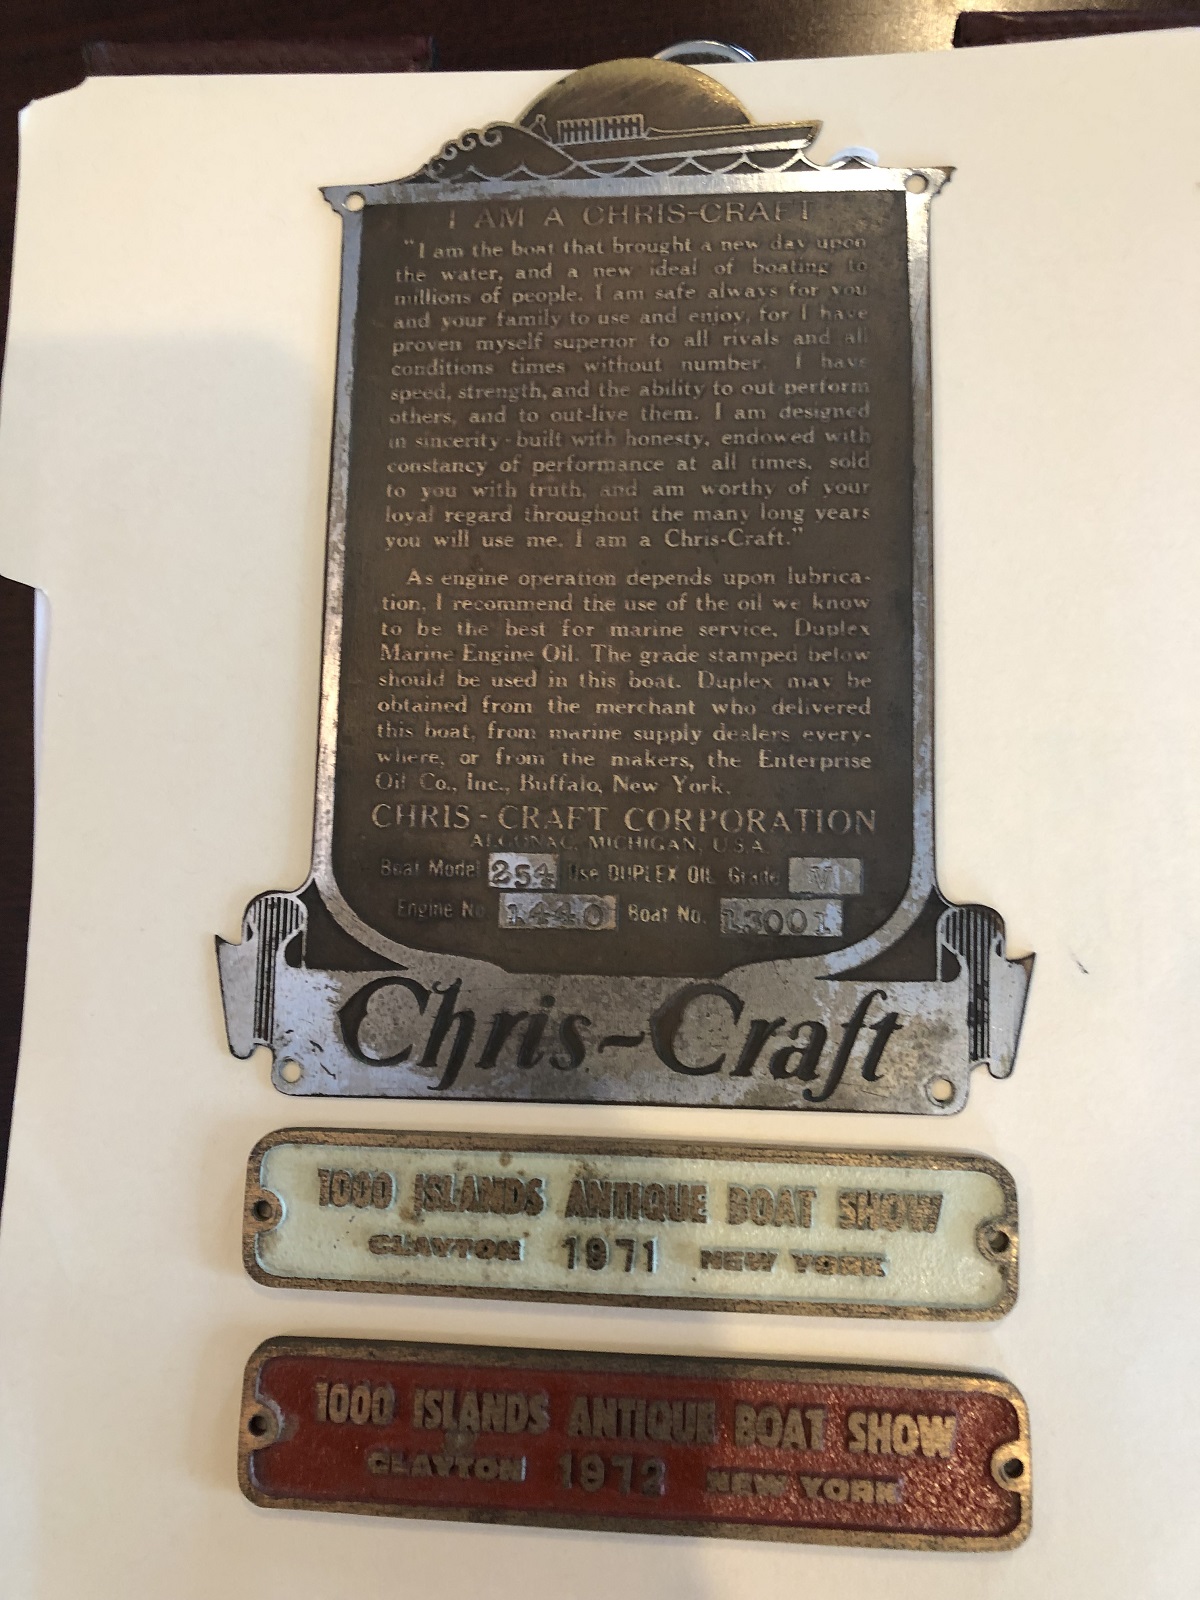 I AM A CHRIS-CRAFT
"I am the boat that brought a new day upon
the water, and a new ideal of boating to
millions of people. I am safe always for you
and your family to use and enjoy, for I have
proven myself superior to all rivals and all
conditions times without number. I have
speed, strength, and the ability to out-perform
others, and to out-live them. I am designed
in sincerity - built with honesty, endowed with
constancy of performance at all times, sold
to you with truth, and am worthy of your
loyal regard throughout the many long years
you will use me. I am a Chris-Craft."
As engine operation depends upon lubrica-
tion, I recommend the use of the oil we know
to be the best for marine service, Duplex
Marine Engine Oil. The grade stamped below
should be used in this boat. Duplex may be
obtained from the merchant who delivered
this boat, from marine supply dealers every-
where, or from the makers, the Enterprise
Oil Co., Inc., Buffalo, New York.
CHRIS-CRAFT CORPORATION
ALGONAC, MICHIGAN, U.S.A.
Boat Model 254 Use DUPLEX OIL Grade
Engine No. 1440 Boat No. 13001
Chris-Craft
1000 ISLANDS ANTIQUE BOAT SHOW
CLAYTON 1971 NEW YORK
1000 ISLANDS ANTIQUE BOAT SHOW
CLAYTON 1972 NEW YORK